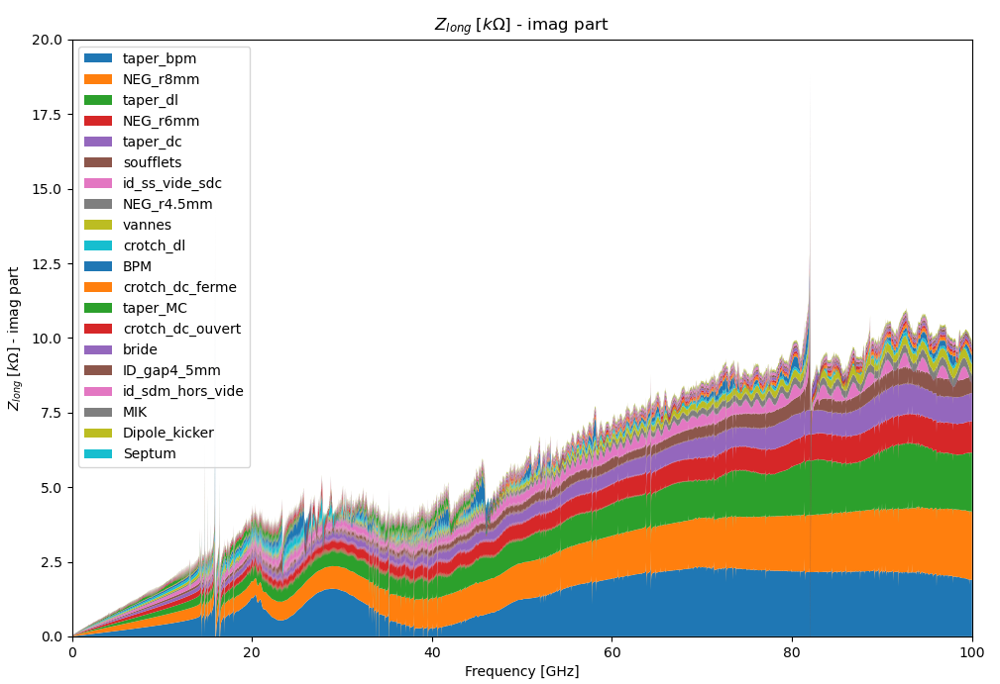 Z_long [kΩ] - imag part
20.0
17.5
15.0
12.5
10.0
7.5
5.0
2.5
0.0
Z_long [kΩ] - imag part
taper_bpm
NEG_r8mm
taper_dl
NEG_r6mm
taper_dc
soufflets
id_ss_vide_sdc
NEG_r4.5mm
vannes
crotch_dl
BPM
crotch_dc_ferme
taper_MC
crotch_dc_ouvert
bride
ID_gap4_5mm
id_sdm_hors_vide
MIK
Dipole_kicker
Septum
0 20 40 60 80 100
Frequency [GHz]